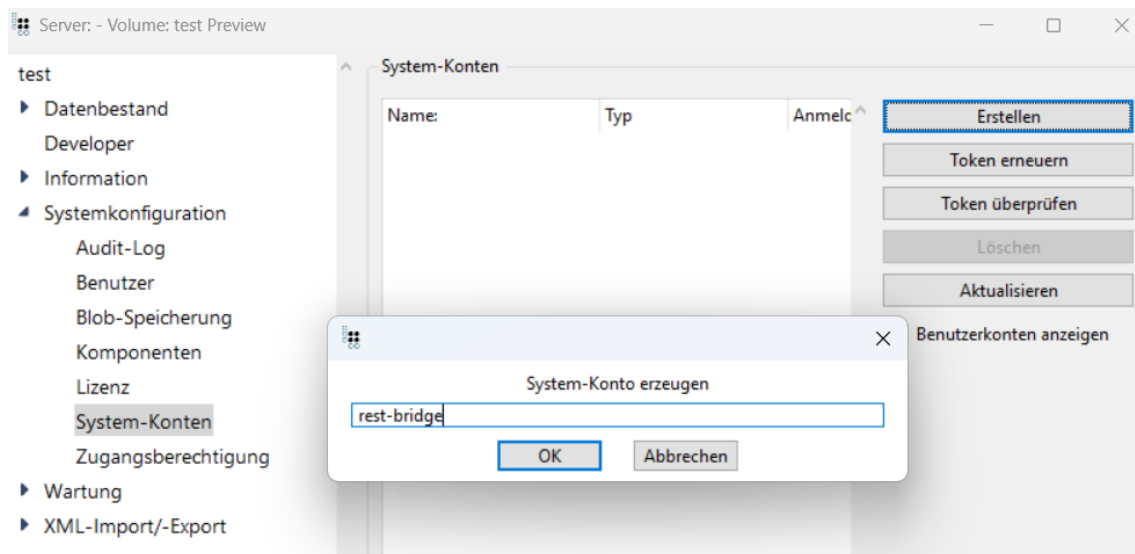 Server: - Volume: test Preview
test
Datenbestand
Developer
Information
Systemkonfiguration
Audit-Log
Benutzer
Blob-Speicherung
Komponenten
Lizenz
System-Konten
Zugangsberechtigung
Wartung
XML-Import/-Export
System-Konten
Name: Typ Anmeld
Erstellen
Token erneuern
Token überprüfen
Löschen
Aktualisieren
Benutzerkonten anzeigen
System-Konto erzeugen
rest-bridge
OK Abbrechen